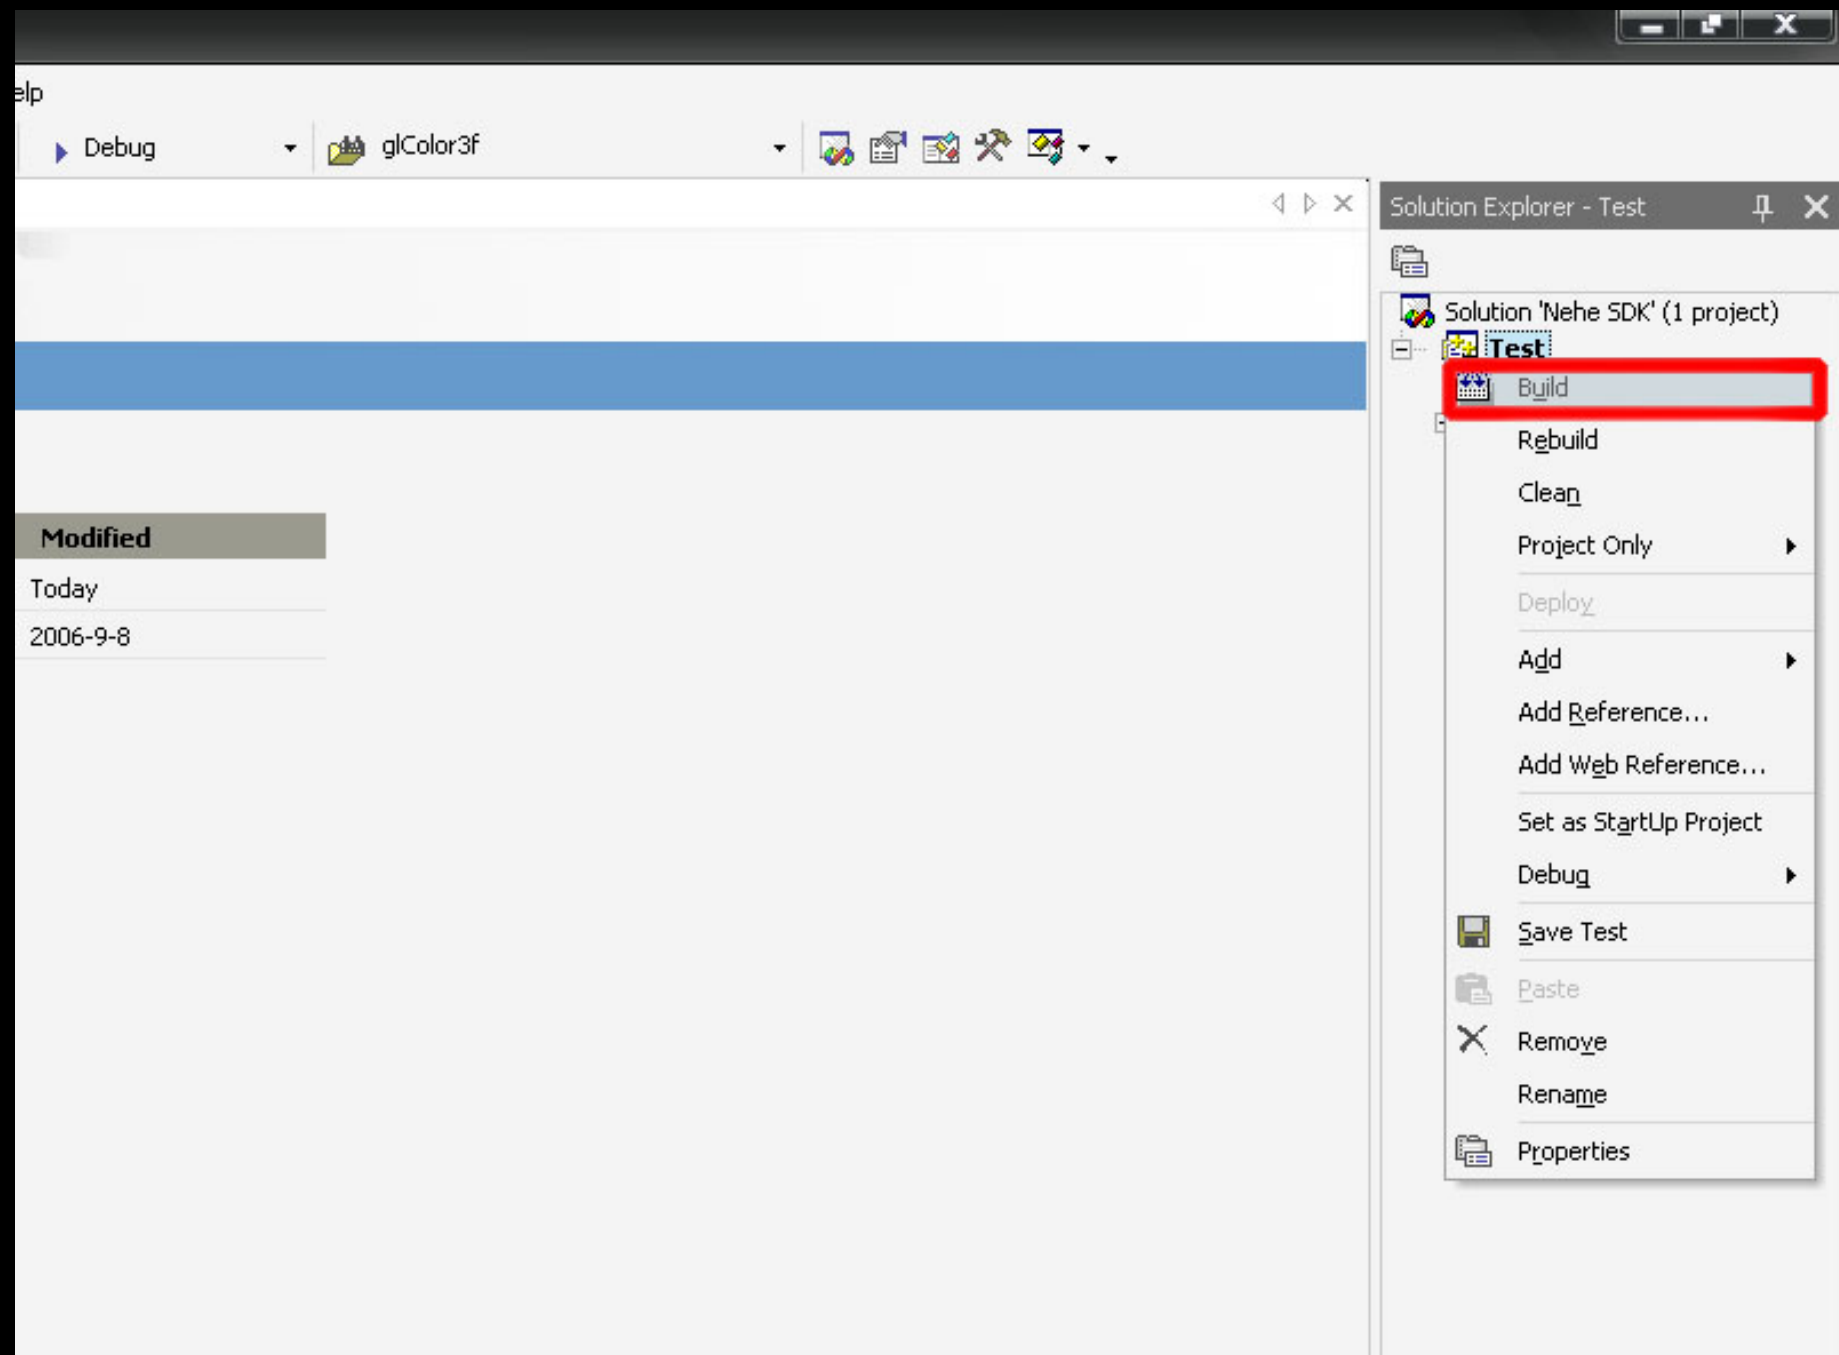 elp
Debug
glColor3f
Solution Explorer - Test
Solution 'Nehe SDK' (1 project)
Test
Build
Rebuild
Clean
Project Only
Deploy
Add
Add Reference...
Add Web Reference...
Set as StartUp Project
Debug
Save Test
Paste
Remove
Rename
Properties
Modified
Today
2006-9-8